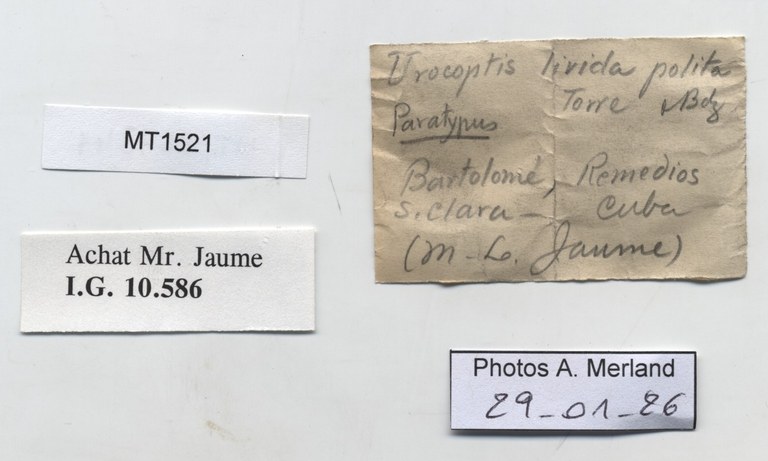 MT1521
Achat Mr. Jaume
I.G. 10.586
Urocoptis livida polita
Torre & Bdz
Paratypus
Bartolomé, Remedios
S. Clara - Cuba
(M-L. Jaume)
Photos A. Merland
29-01-26